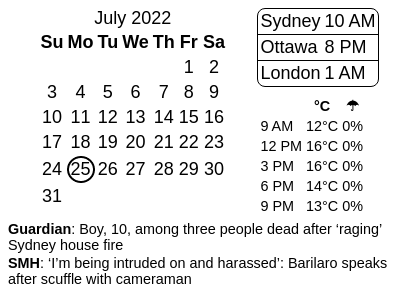 July 2022
Su Mo Tu We Th Fr Sa
1 2
3 4 5 6 7 8 9
10 11 12 13 14 15 16
17 18 19 20 21 22 23
24 25 26 27 28 29 30
31
Sydney 10 AM
Ottawa 8 PM
London 1 AM
°C ☂
9 AM 12°C 0%
12 PM 16°C 0%
3 PM 16°C 0%
6 PM 14°C 0%
9 PM 13°C 0%
Guardian: Boy, 10, among three people dead after ‘raging’
Sydney house fire
SMH: ‘I’m being intruded on and harassed’: Barilaro speaks
after scuffle with cameraman